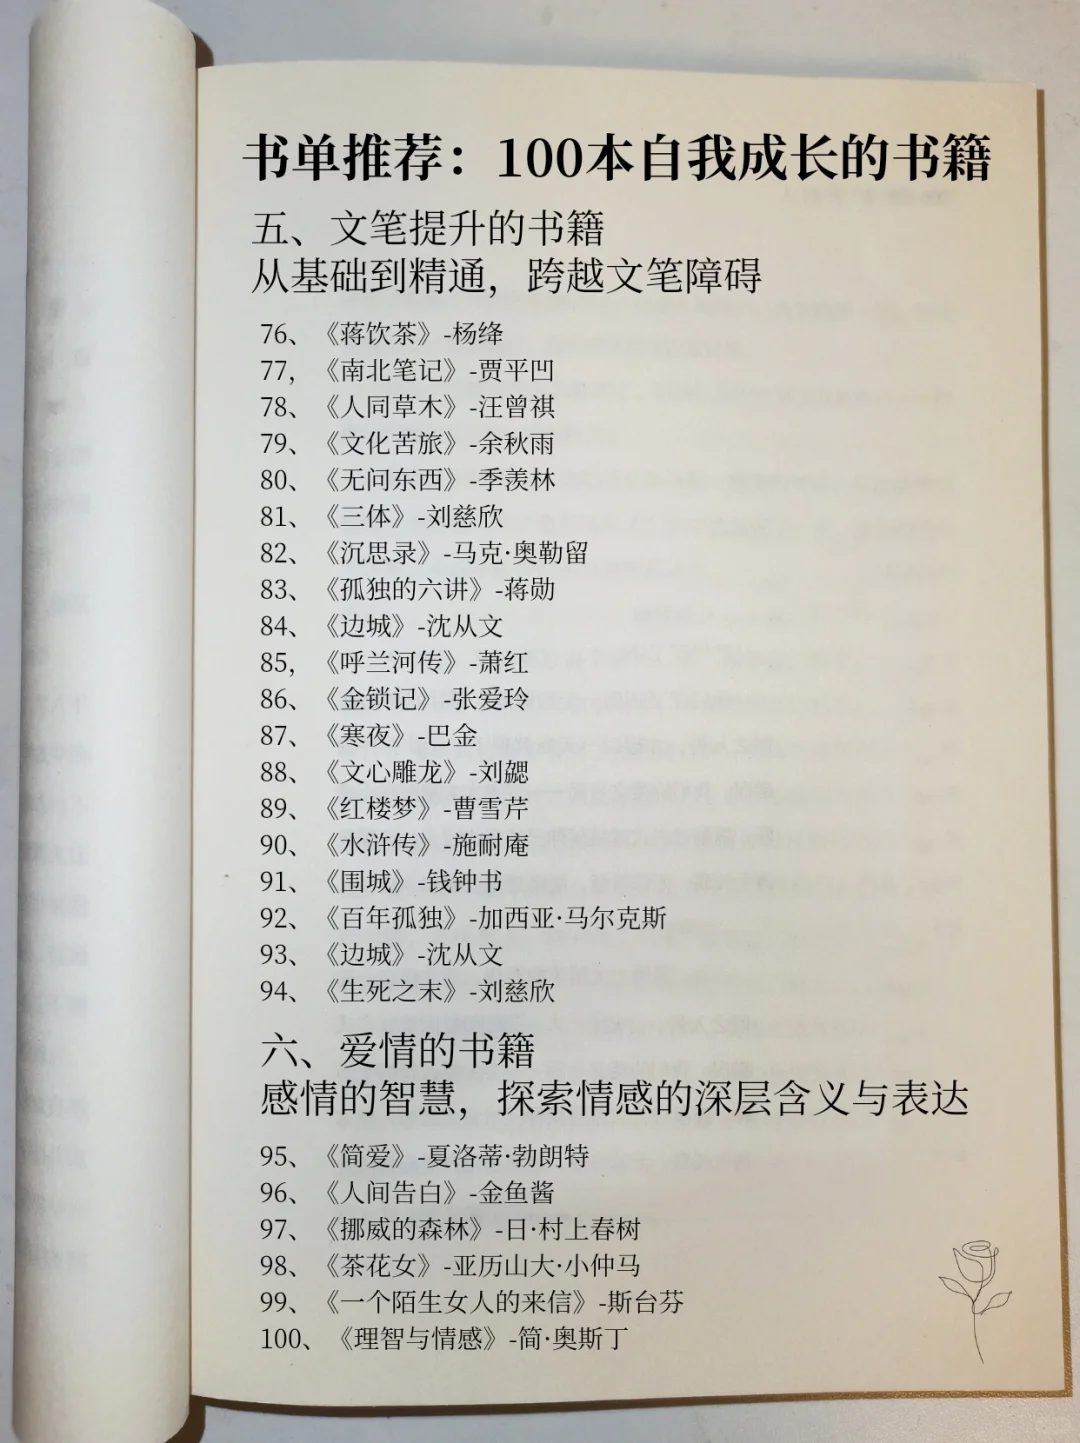 书单推荐：100本自我成长的书籍
五、文笔提升的书籍
从基础到精通，跨越文笔障碍
76、《蒋饮茶》-杨绛
77，《南北笔记》-贾平凹
78、《人同草木》-汪曾祺
79、《文化苦旅》-余秋雨
80、《无问东西》-季羡林
81、《三体》-刘慈欣
82、《沉思录》-马克·奥勒留
83、《孤独的六讲》-蒋勋
84、《边城》-沈从文
85，《呼兰河传》-萧红
86、《金锁记》-张爱玲
87、《寒夜》-巴金
88、《文心雕龙》-刘勰
89、《红楼梦》-曹雪芹
90、《水浒传》-施耐庵
91、《围城》-钱钟书
92、《百年孤独》-加西亚·马尔克斯
93、《边城》-沈从文
94、《生死之末》-刘慈欣
六、爱情的书籍
感情的智慧，探索情感的深层含义与表达
95、《简爱》-夏洛蒂·勃朗特
96、《人间告白》-金鱼酱
97、《挪威的森林》-日·村上春树
98、《茶花女》-亚历山大·小仲马
99、《一个陌生女人的来信》-斯台芬
100、《理智与情感》-简·奥斯丁